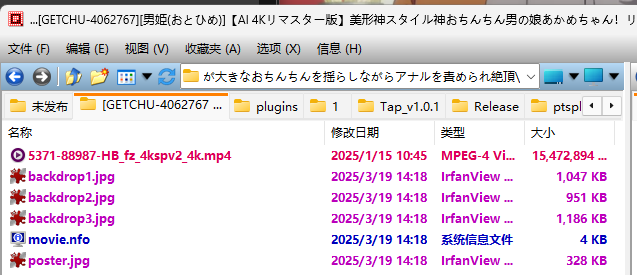 ...[GETCHU-4062767][男姫(おとひめ)]【AI 4Kリマスター版】美形神スタイル神おちんちん男の娘あかめちゃん！リ
文件 (F) 编辑 (E) 视图 (V) 收藏夹 (A) 选项 (X) 信息 (I)
が大きなおちんちんを揺らしながらアナルを責められ絶頂\
未发布 [GETCHU-4062767 ... plugins 1 Tap_v1.0.1 Release ptspl
名称 修改日期 类型 大小
5371-88987-HB_fz_4kspv2_4k.mp4 2025/1/15 10:45 MPEG-4 Vi... 15,472,894 ...
backdrop1.jpg 2025/3/19 14:18 IrfanView ... 1,047 KB
backdrop2.jpg 2025/3/19 14:18 IrfanView ... 951 KB
backdrop3.jpg 2025/3/19 14:18 IrfanView ... 1,186 KB
movie.nfo 2025/3/19 14:18 系统信息文件 4 KB
poster.jpg 2025/3/19 14:18 IrfanView ... 328 KB